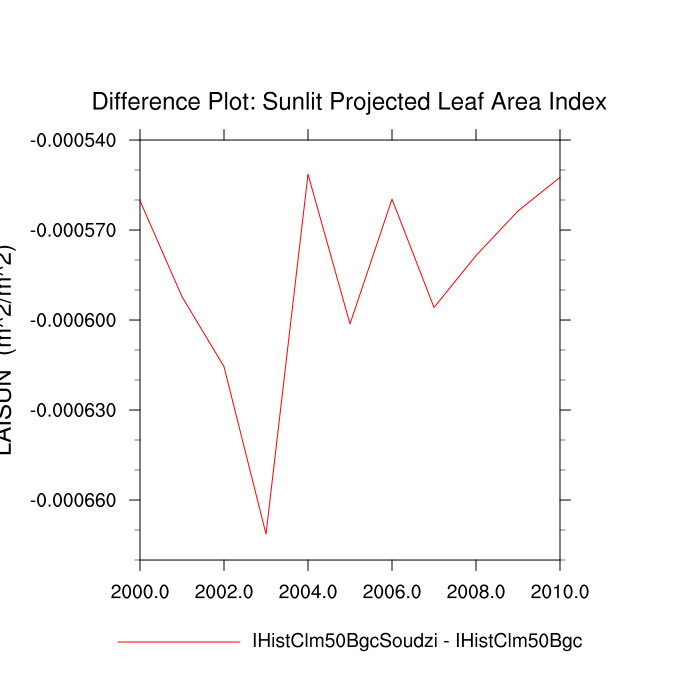 Difference Plot: Sunlit Projected Leaf Area Index
LAISUN (m^2/m^2)
-0.000540
-0.000570
-0.000600
-0.000630
-0.000660
2000.0 2002.0 2004.0 2006.0 2008.0 2010.0
IHistClm50BgcSoudzi - IHistClm50Bgc